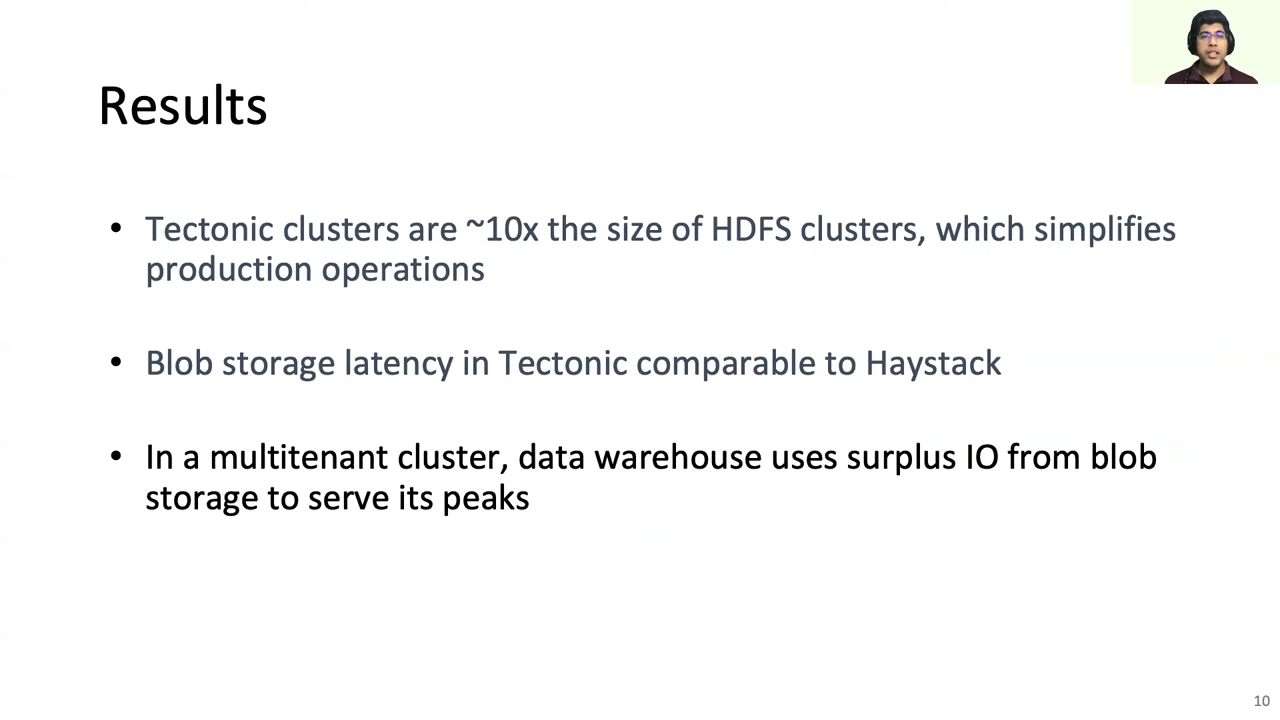 Results
• Tectonic clusters are ~10x the size of HDFS clusters, which simplifies
production operations
• Blob storage latency in Tectonic comparable to Haystack
• In a multitenant cluster, data warehouse uses surplus IO from blob
storage to serve its peaks
10